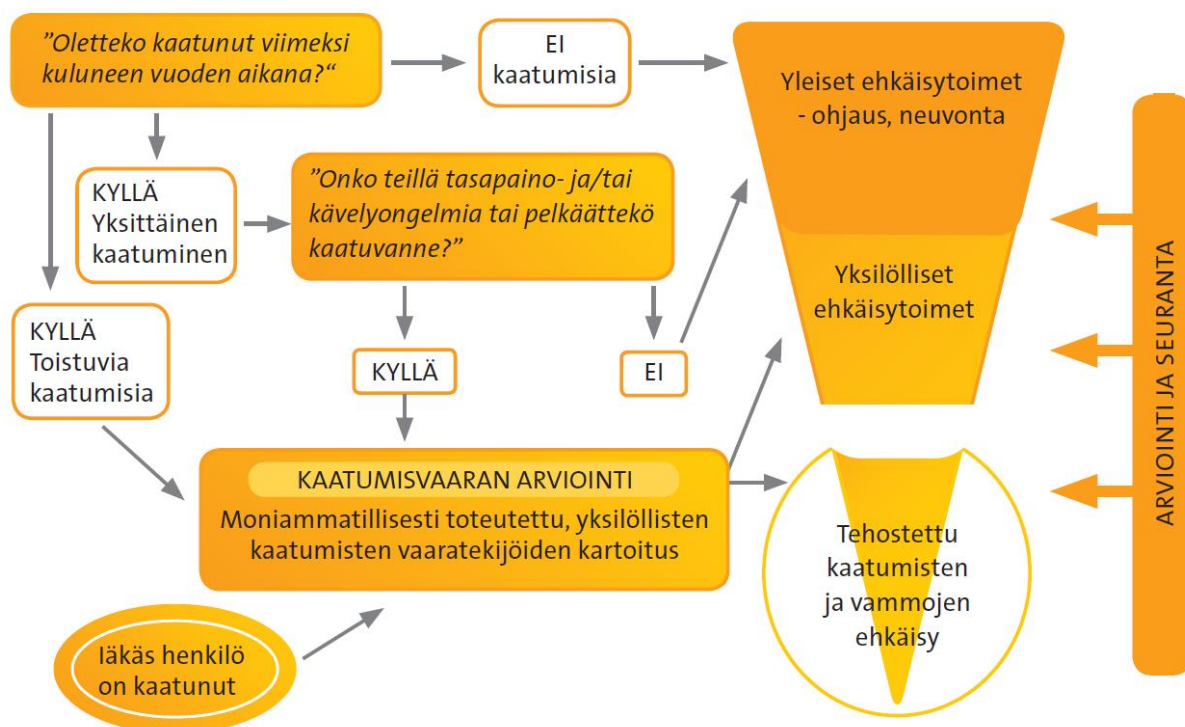 ”Oletteko kaatunut viimeksi
kuluneen vuoden aikana?“
EI
kaatumisia
Yleiset ehkäisytoimet
- ohjaus, neuvonta
KYLLÄ
Yksittäinen
kaatuminen
”Onko teillä tasapaino- ja/tai
kävelyongelmia tai pelkäättekö
kaatuvanne?”
Yksilölliset
ehkäisytoimet
KYLLÄ
Toistuvia
kaatumisia
KYLLÄ
EI
KAATUMISVAARAN ARVIOINTI
Moniammatillisesti toteutettu, yksilöllisten
kaatumisten vaaratekijöiden kartoitus
Tehostettu
kaatumisten
ja vammojen
ehkäisy
Iäkäs henkilö
on kaatunut
ARVIOINTI JA SEURANTA